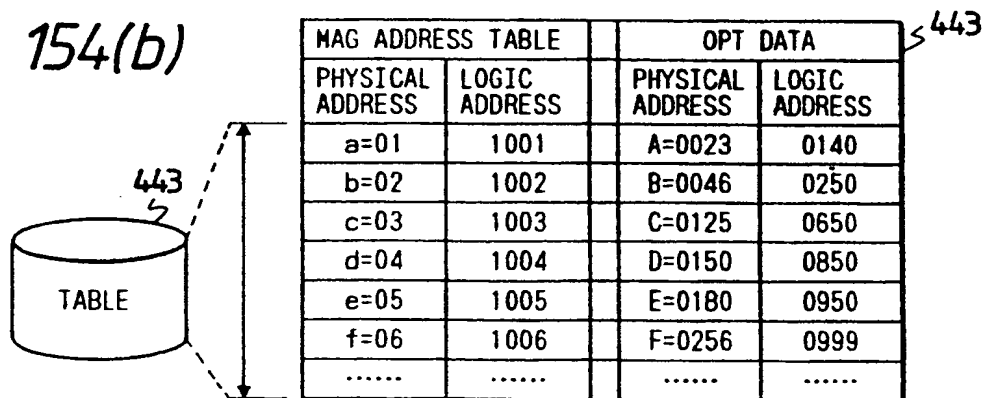 154(b)
443
443
TABLE
MAG ADDRESS TABLE OPT DATA
PHYSICAL ADDRESS LOGIC ADDRESS PHYSICAL ADDRESS LOGIC ADDRESS
a=01 1001 A=0023 0140
b=02 1002 B=0046 0250
c=03 1003 C=0125 0650
d=04 1004 D=0150 0850
e=05 1005 E=0180 0950
f=06 1006 F=0256 0999
...... ...... ...... ......